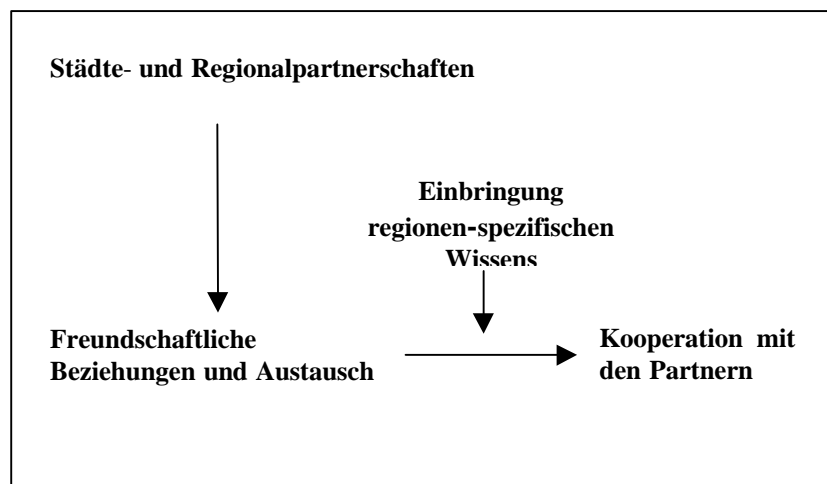 Städte- und Regionalpartnerschaften
Einbringung
regionen-spezifischen
Wissens
Freundschaftliche
Beziehungen und Austausch
Kooperation mit
den Partnern